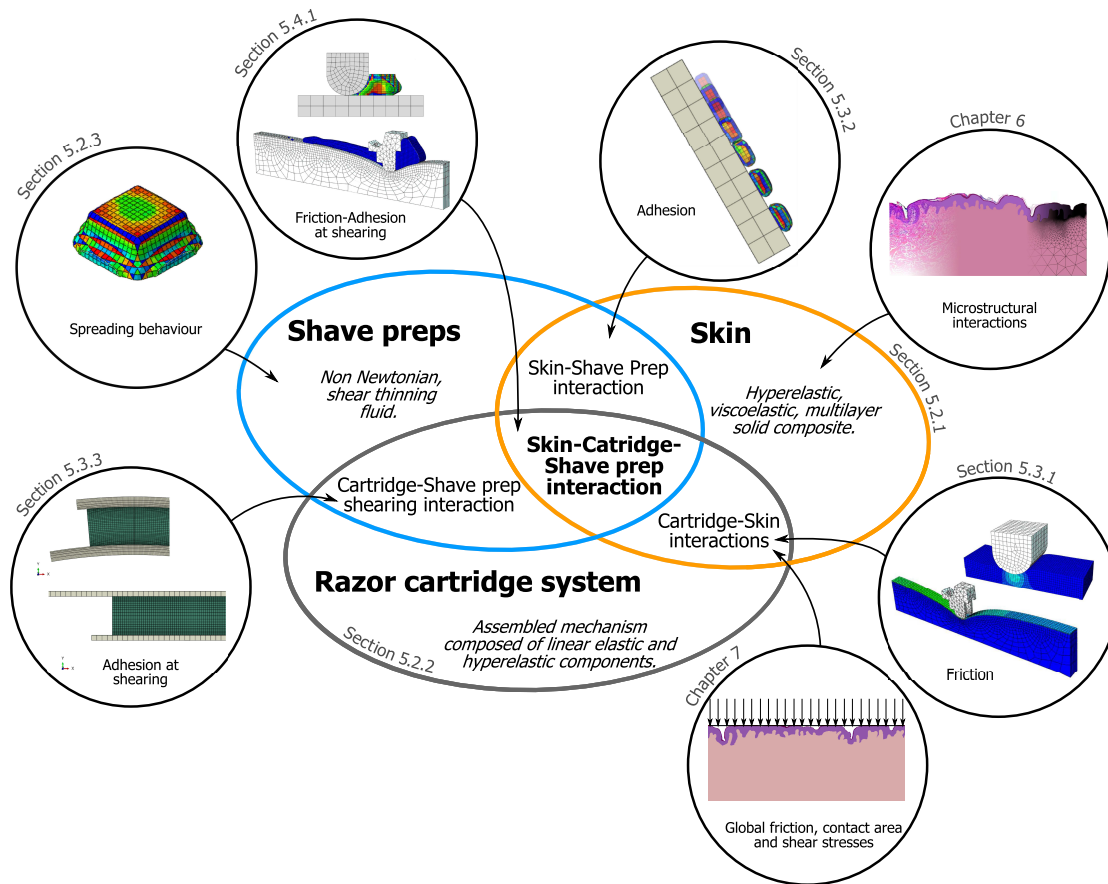 Section 5.4.1
Friction-Adhesion
at shearing
Section 5.3.2
Adhesion
Section 5.2.3
Spreading behaviour
Chapter 6
Microstructural
interactions
Shave preps
Non Newtonian,
shear thinning
fluid.
Skin
Hyperelastic,
viscoelastic, multilayer
solid composite.
Section 5.2.1
Skin-Shave Prep
interaction
Skin-Catridge-
Shave prep
interaction
Cartridge-Shave prep
shearing interaction
Cartridge-Skin
interactions
Section 5.3.3
Y
X
Y
X
Adhesion at
shearing
Razor cartridge system
Assembled mechanism
composed of linear elastic and
hyperelastic components.
Section 5.2.2
Section 5.3.1
Friction
Chapter 7
Global friction, contact area
and shear stresses